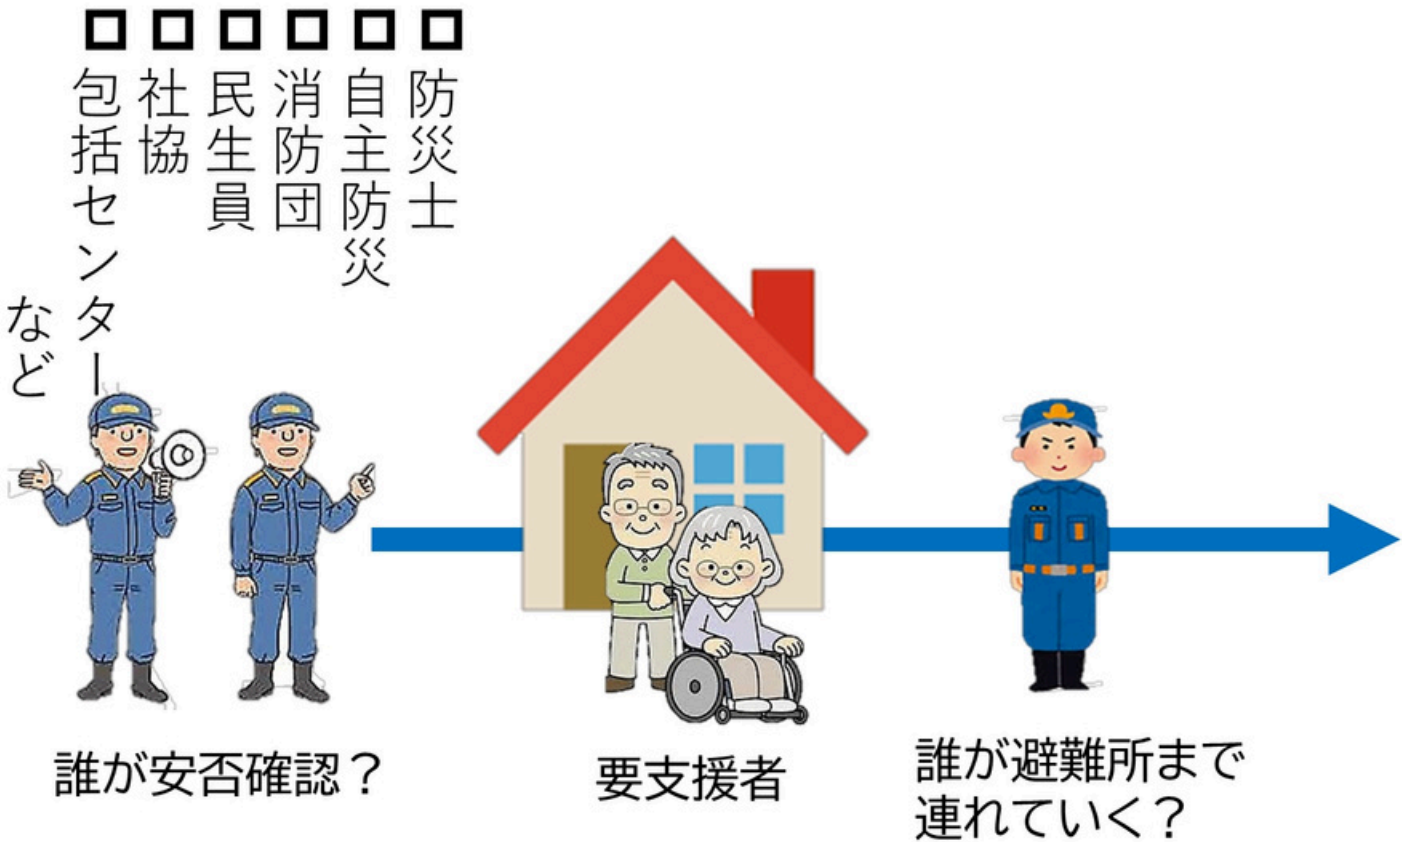 □防災士
□自主防災
□消防団
□民生員
□社協
□包括センター
など
誰が安否確認？
要支援者
誰が避難所まで
連れていく？